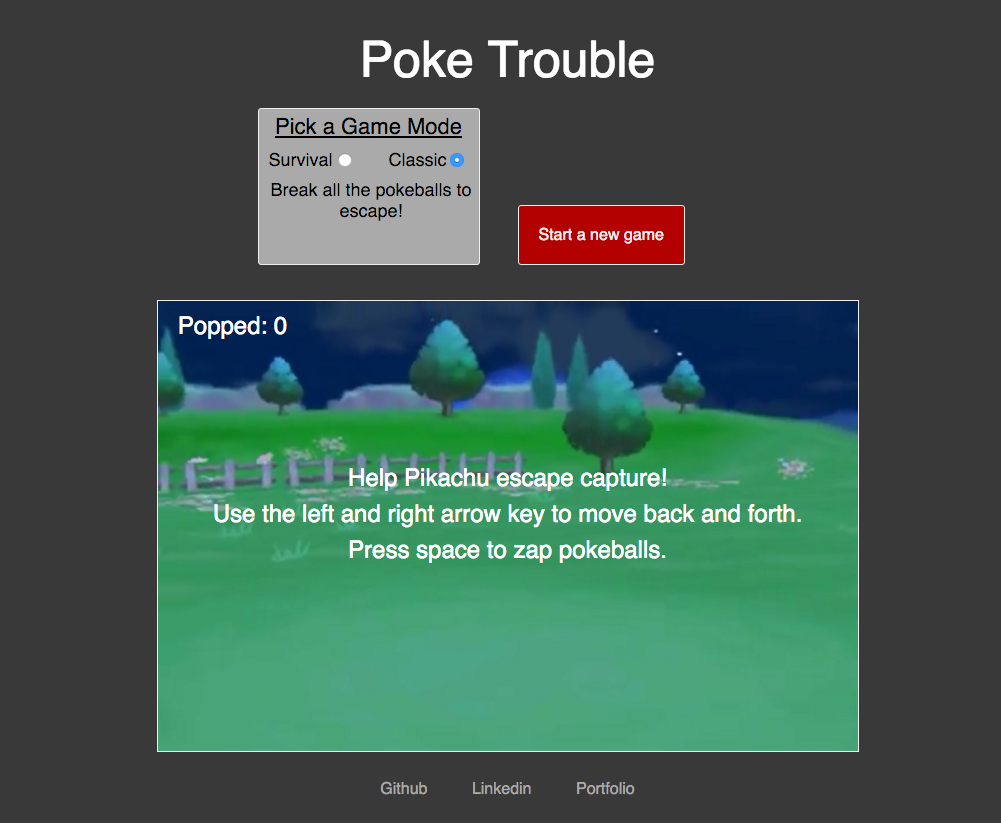 Poke Trouble
Pick a Game Mode
Survival Classic
Break all the pokeballs to
escape!
Start a new game
Popped: 0
Help Pikachu escape capture!
Use the left and right arrow key to move back and forth.
Press space to zap pokeballs.
Github Linkedin Portfolio